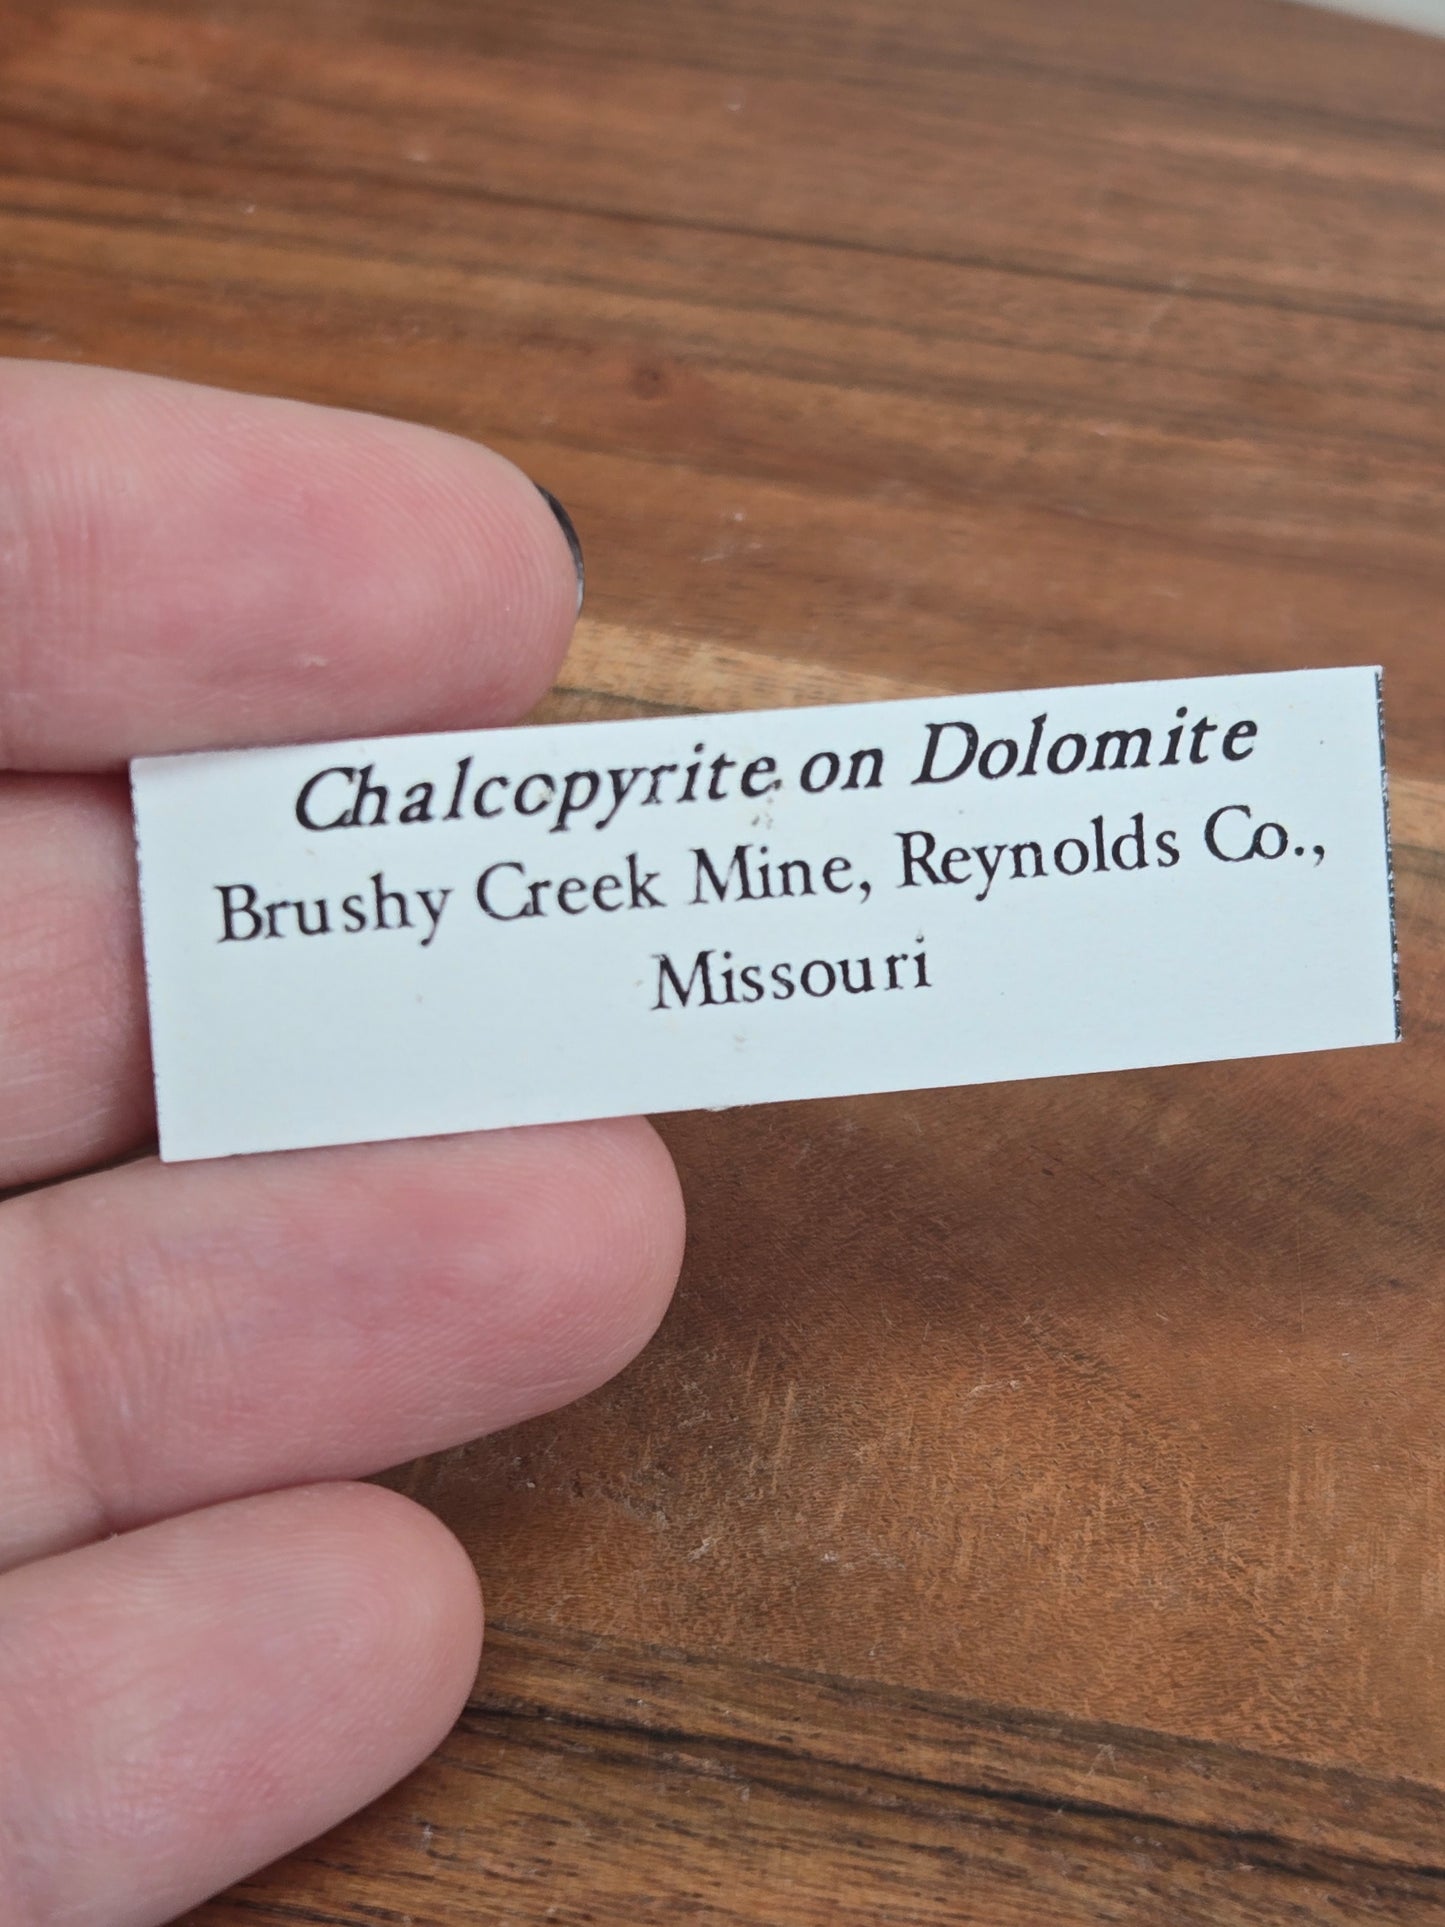 Chalcopyrite on Dolomite
Brushy Creek Mine, Reynolds Co.,
Missouri